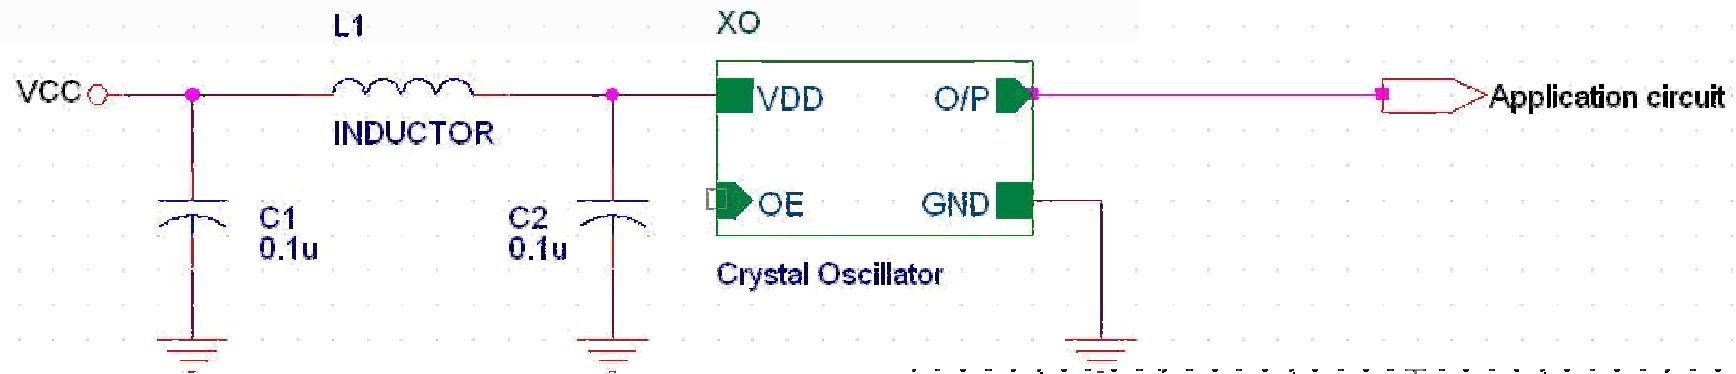 L1
XO
VCC
VDD
O/P
Application circuit
INDUCTOR
OE
GND
C1
0.1u
C2
0.1u
Crystal Oscillator